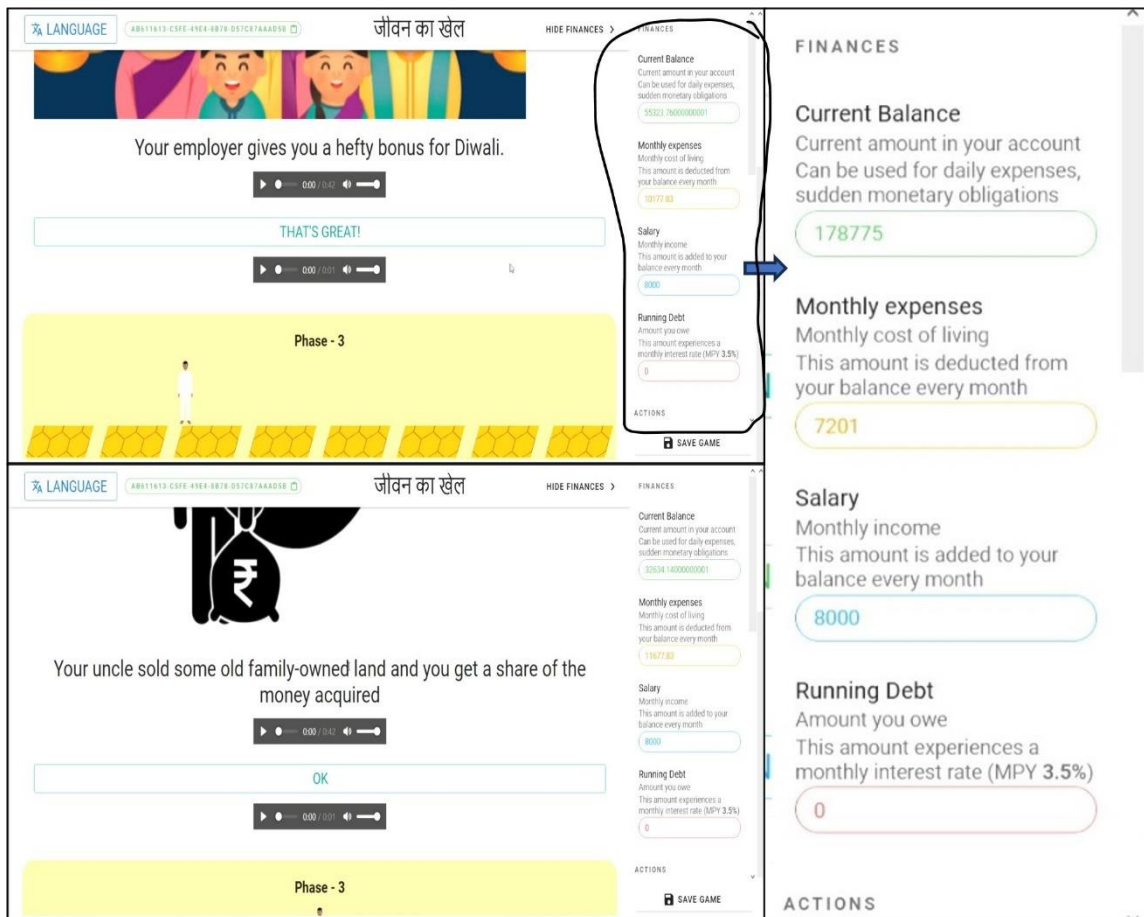 LANGUAGE
AB611613-C5FE-49E4-8B78-D57C87AAAD5B
जीवन का खेल
HIDE FINANCES >
Your employer gives you a hefty bonus for Diwali.
0:00 / 0:42
THAT'S GREAT!
0:00 / 0:01
Phase - 3
FINANCES
Current Balance
Current amount in your account
Can be used for daily expenses,
sudden monetary obligations
55323.76000000001
Monthly expenses
Monthly cost of living
This amount is deducted from
your balance every month
10177.83
Salary
Monthly income
This amount is added to your
balance every month
8000
Running Debt
Amount you owe
This amount experiences a
monthly interest rate (MPY 3.5%)
0
ACTIONS
SAVE GAME
LANGUAGE
AB611613-C5FE-49E4-8B78-D57C87AAAD5B
जीवन का खेल
HIDE FINANCES >
₹
Your uncle sold some old family-owned land and you get a share of the
money acquired
0:00 / 0:42
OK
0:00 / 0:01
Phase - 3
FINANCES
Current Balance
Current amount in your account
Can be used for daily expenses,
sudden monetary obligations
32634.14000000001
Monthly expenses
Monthly cost of living
This amount is deducted from
your balance every month
11677.83
Salary
Monthly income
This amount is added to your
balance every month
8000
Running Debt
Amount you owe
This amount experiences a
monthly interest rate (MPY 3.5%)
0
ACTIONS
SAVE GAME
FINANCES
Current Balance
Current amount in your account
Can be used for daily expenses,
sudden monetary obligations
178775
Monthly expenses
Monthly cost of living
This amount is deducted from
your balance every month
7201
Salary
Monthly income
This amount is added to your
balance every month
8000
Running Debt
Amount you owe
This amount experiences a
monthly interest rate (MPY 3.5%)
0
ACTIONS